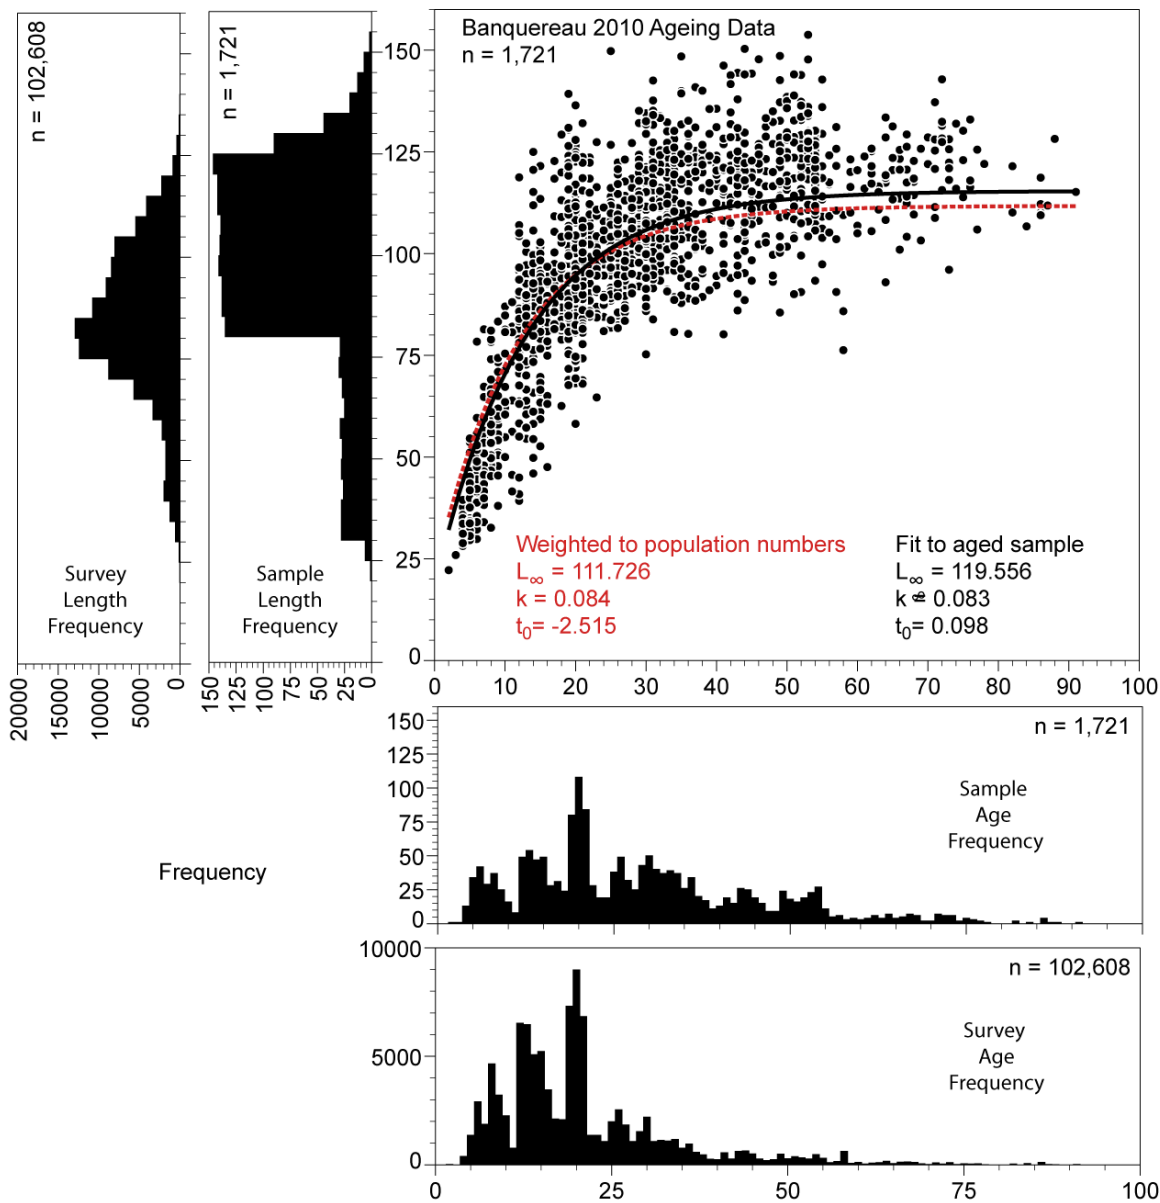 n = 102,608
n = 1,721
Banquereau 2010 Ageing Data
n = 1,721
150
125
100
75
50
25
0
Survey
Length
Frequency
Sample
Length
Frequency
Weighted to population numbers
L∞ = 111.726
k = 0.084
t0= -2.515
Fit to aged sample
L∞ = 119.556
k = 0.083
t0= 0.098
20000 15000 10000 5000 0
150 125 100 75 50 25 0
0 10 20 30 40 50 60 70 80 90 100
n = 1,721
150
125
100
75
50
25
0
Sample
Age
Frequency
Frequency
10000
5000
0
n = 102,608
Survey
Age
Frequency
0 25 50 75 100